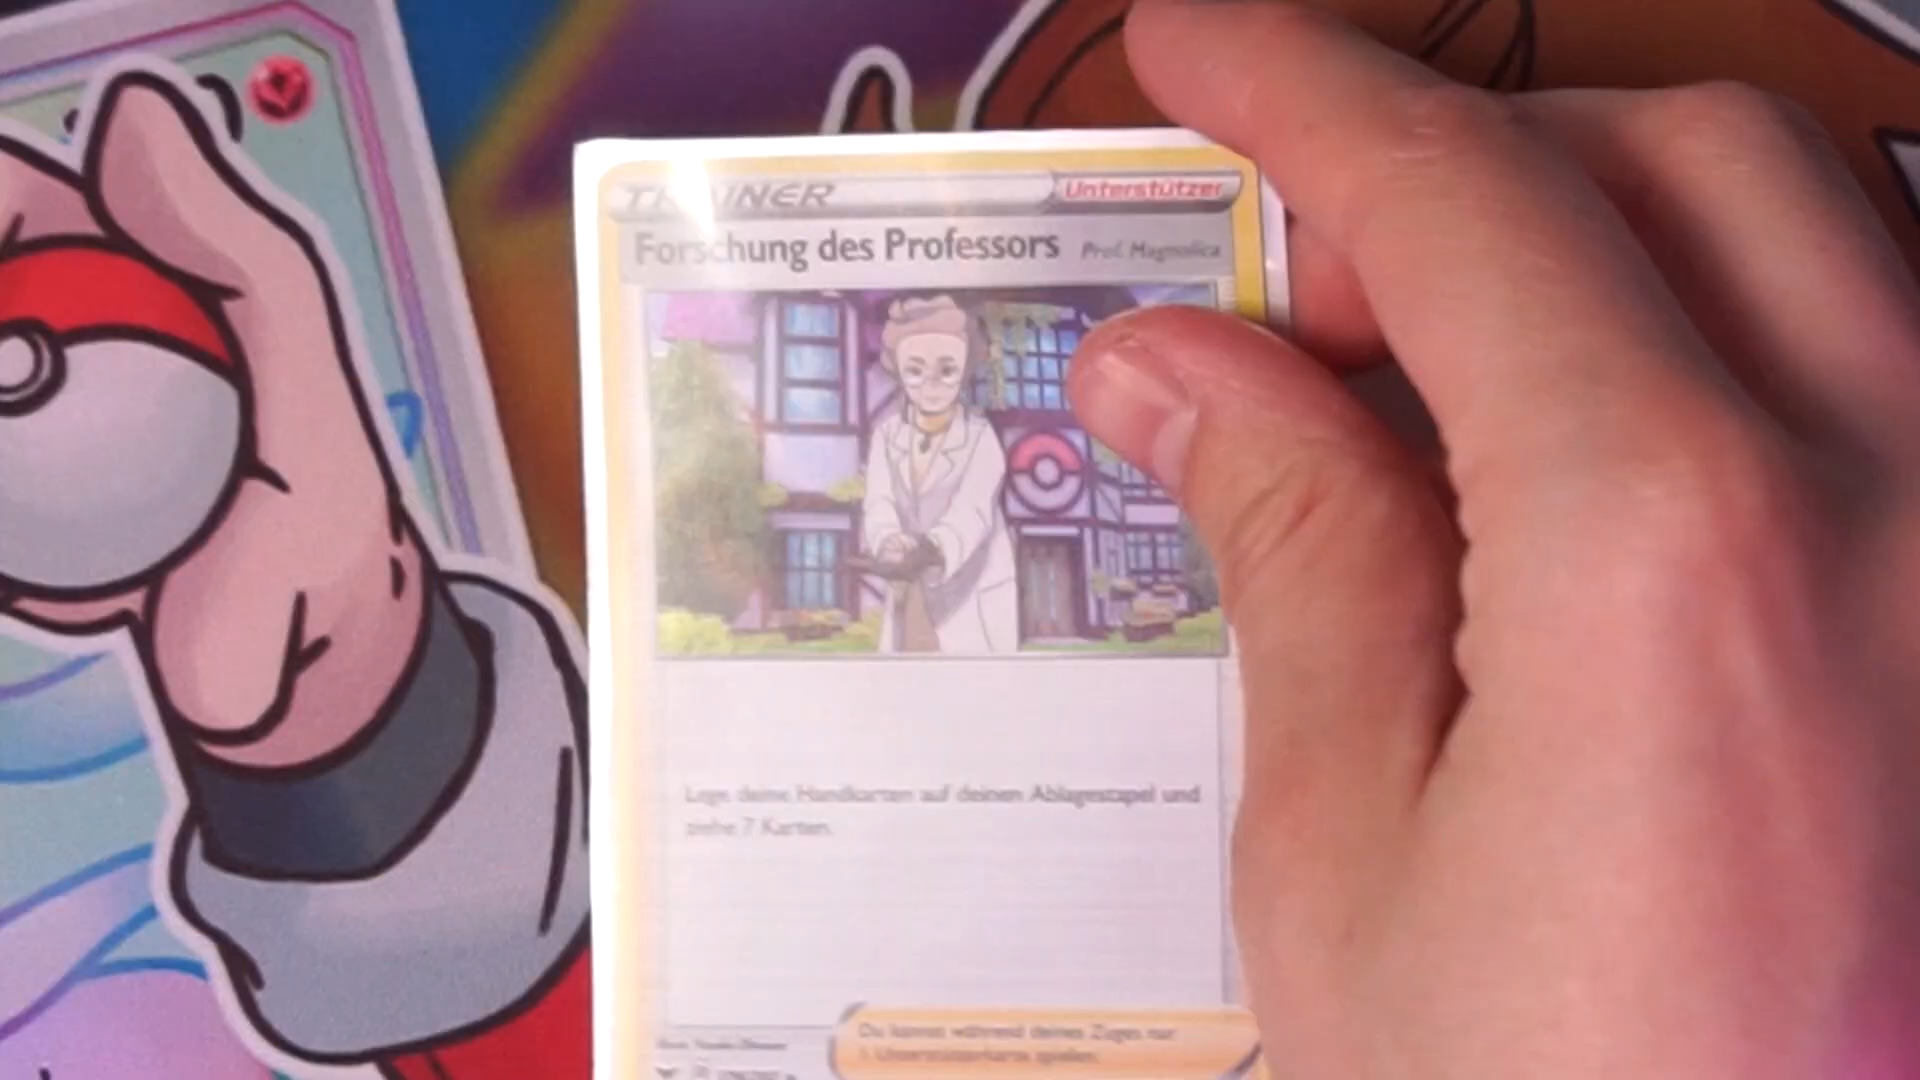 TRAINER
Unterstützer
Forschung des Professors
Prof. Magnolica
Lege deine Handkarten auf deinen Ablagestapel und
ziehe 7 Karten.
Du kannst während deines Zuges nur
1 Unterstützerkarte spielen.